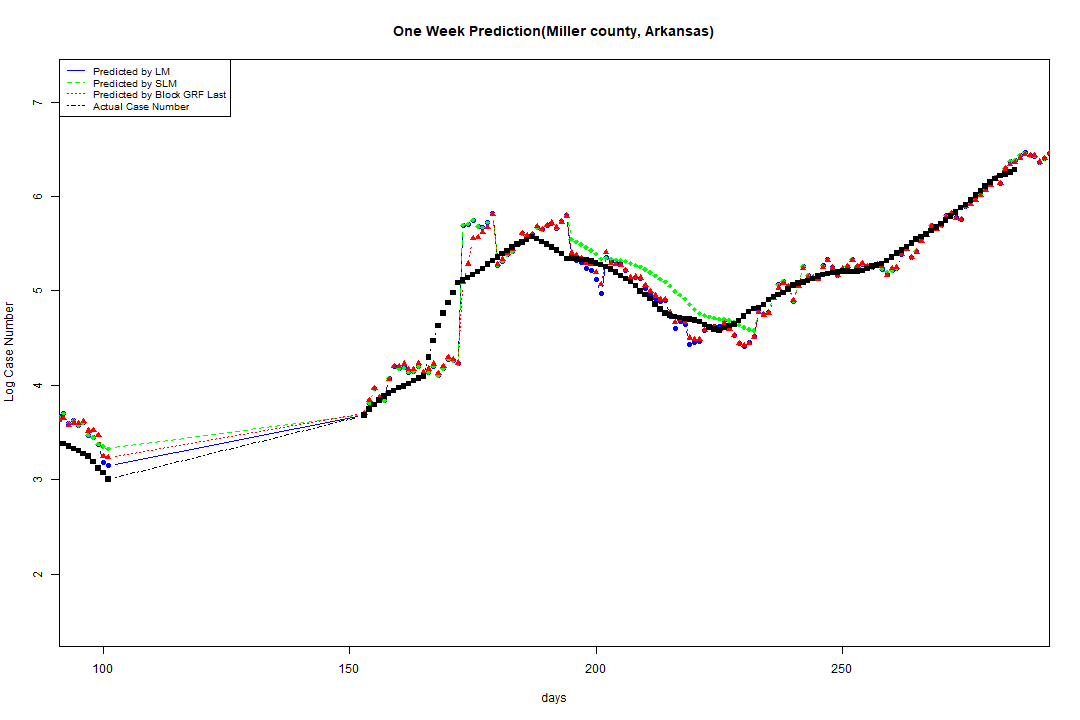 One Week Prediction(Miller county, Arkansas)
Predicted by LM
Predicted by SLM
Predicted by Block GRF Last
Actual Case Number
7
6
5
4
3
2
Log Case Number
100 150 200 250
days